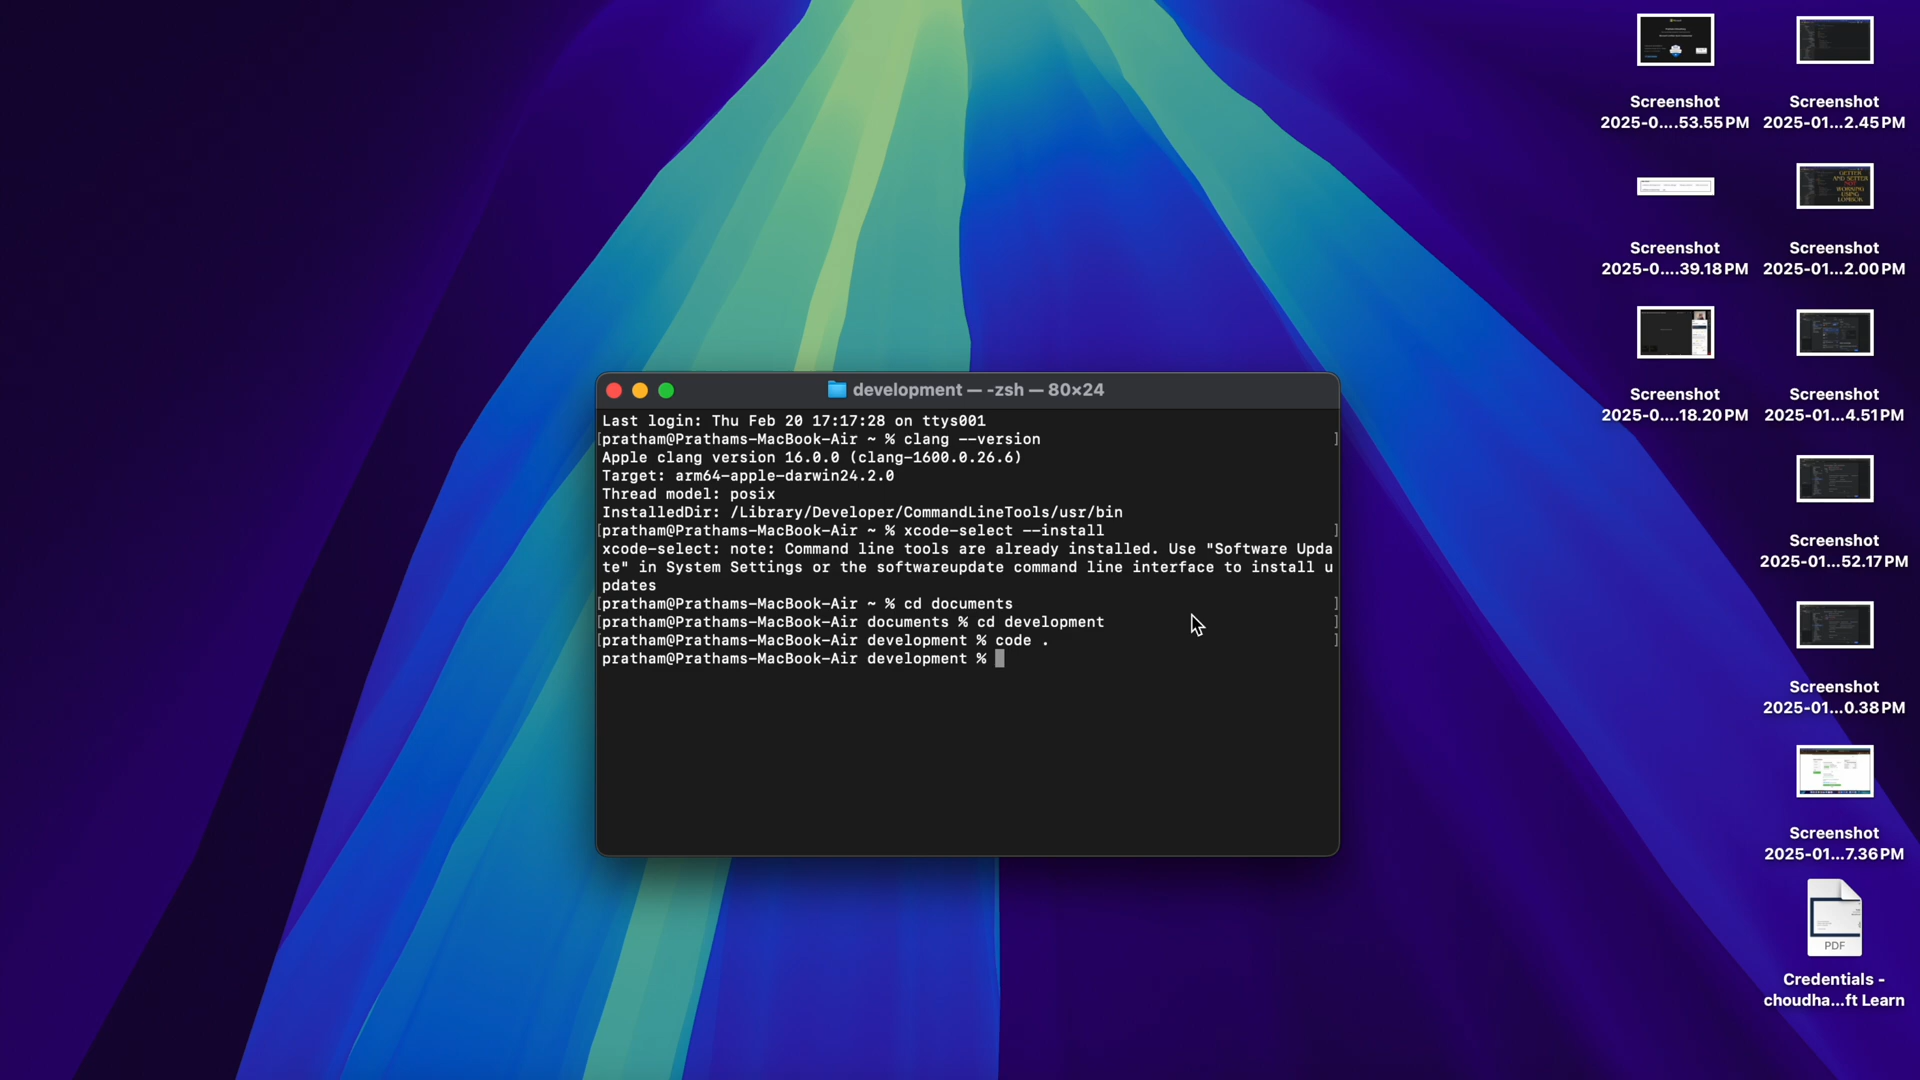 development — -zsh — 80×24
Last login: Thu Feb 20 17:17:28 on ttys001
[pratham@Prathams-MacBook-Air ~ % clang --version ]
Apple clang version 16.0.0 (clang-1600.0.26.6)
Target: arm64-apple-darwin24.2.0
Thread model: posix
InstalledDir: /Library/Developer/CommandLineTools/usr/bin
[pratham@Prathams-MacBook-Air ~ % xcode-select --install ]
xcode-select: note: Command line tools are already installed. Use "Software Upda
te" in System Settings or the softwareupdate command line interface to install u
pdates
[pratham@Prathams-MacBook-Air ~ % cd documents ]
[pratham@Prathams-MacBook-Air documents % cd development ]
[pratham@Prathams-MacBook-Air development % code . ]
pratham@Prathams-MacBook-Air development %
Screenshot
2025-0....53.55 PM
Screenshot
2025-01...2.45 PM
GETTER
AND SETTER
NOT
WORKING
USING
LOMBOK
Screenshot
2025-0....39.18 PM
Screenshot
2025-01...2.00 PM
Screenshot
2025-0....18.20 PM
Screenshot
2025-01...4.51 PM
Screenshot
2025-01...52.17 PM
Screenshot
2025-01...0.38 PM
Screenshot
2025-01...7.36 PM
PDF
Credentials -
choudha...ft Learn